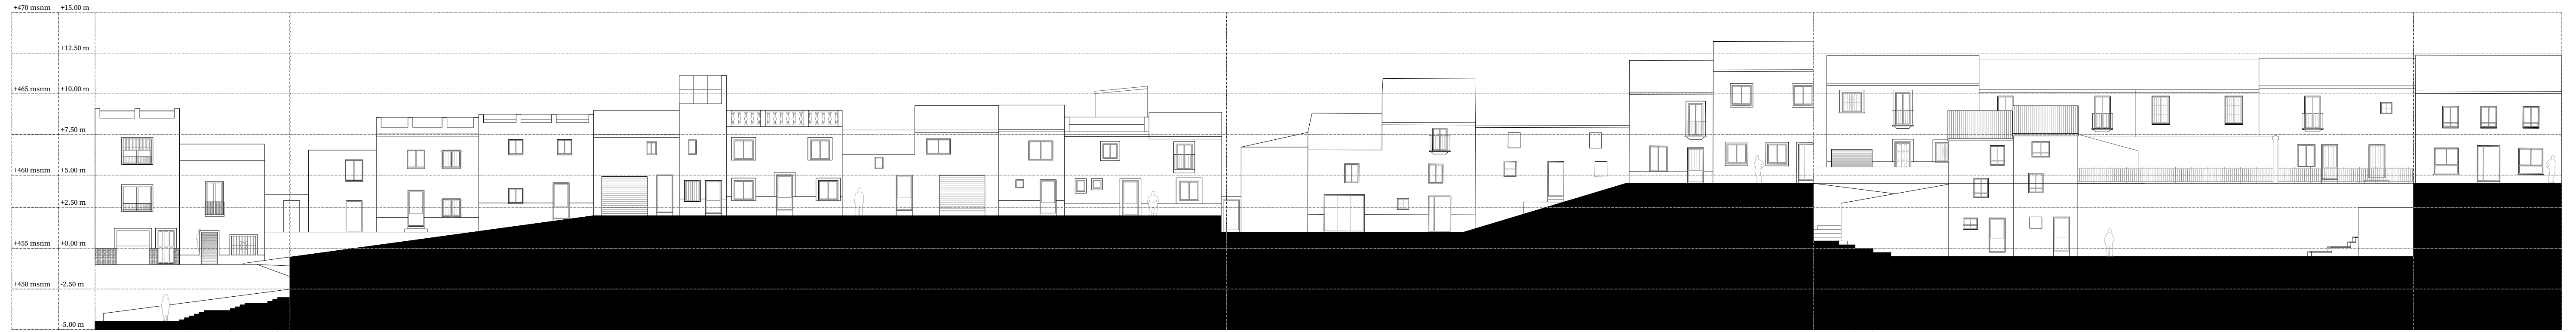 +470 msnm +15.00 m
+12.50 m
+465 msnm +10.00 m
+7.50 m
+460 msnm +5.00 m
+2.50 m
+455 msnm +0.00 m
+450 msnm -2.50 m
-5.00 m